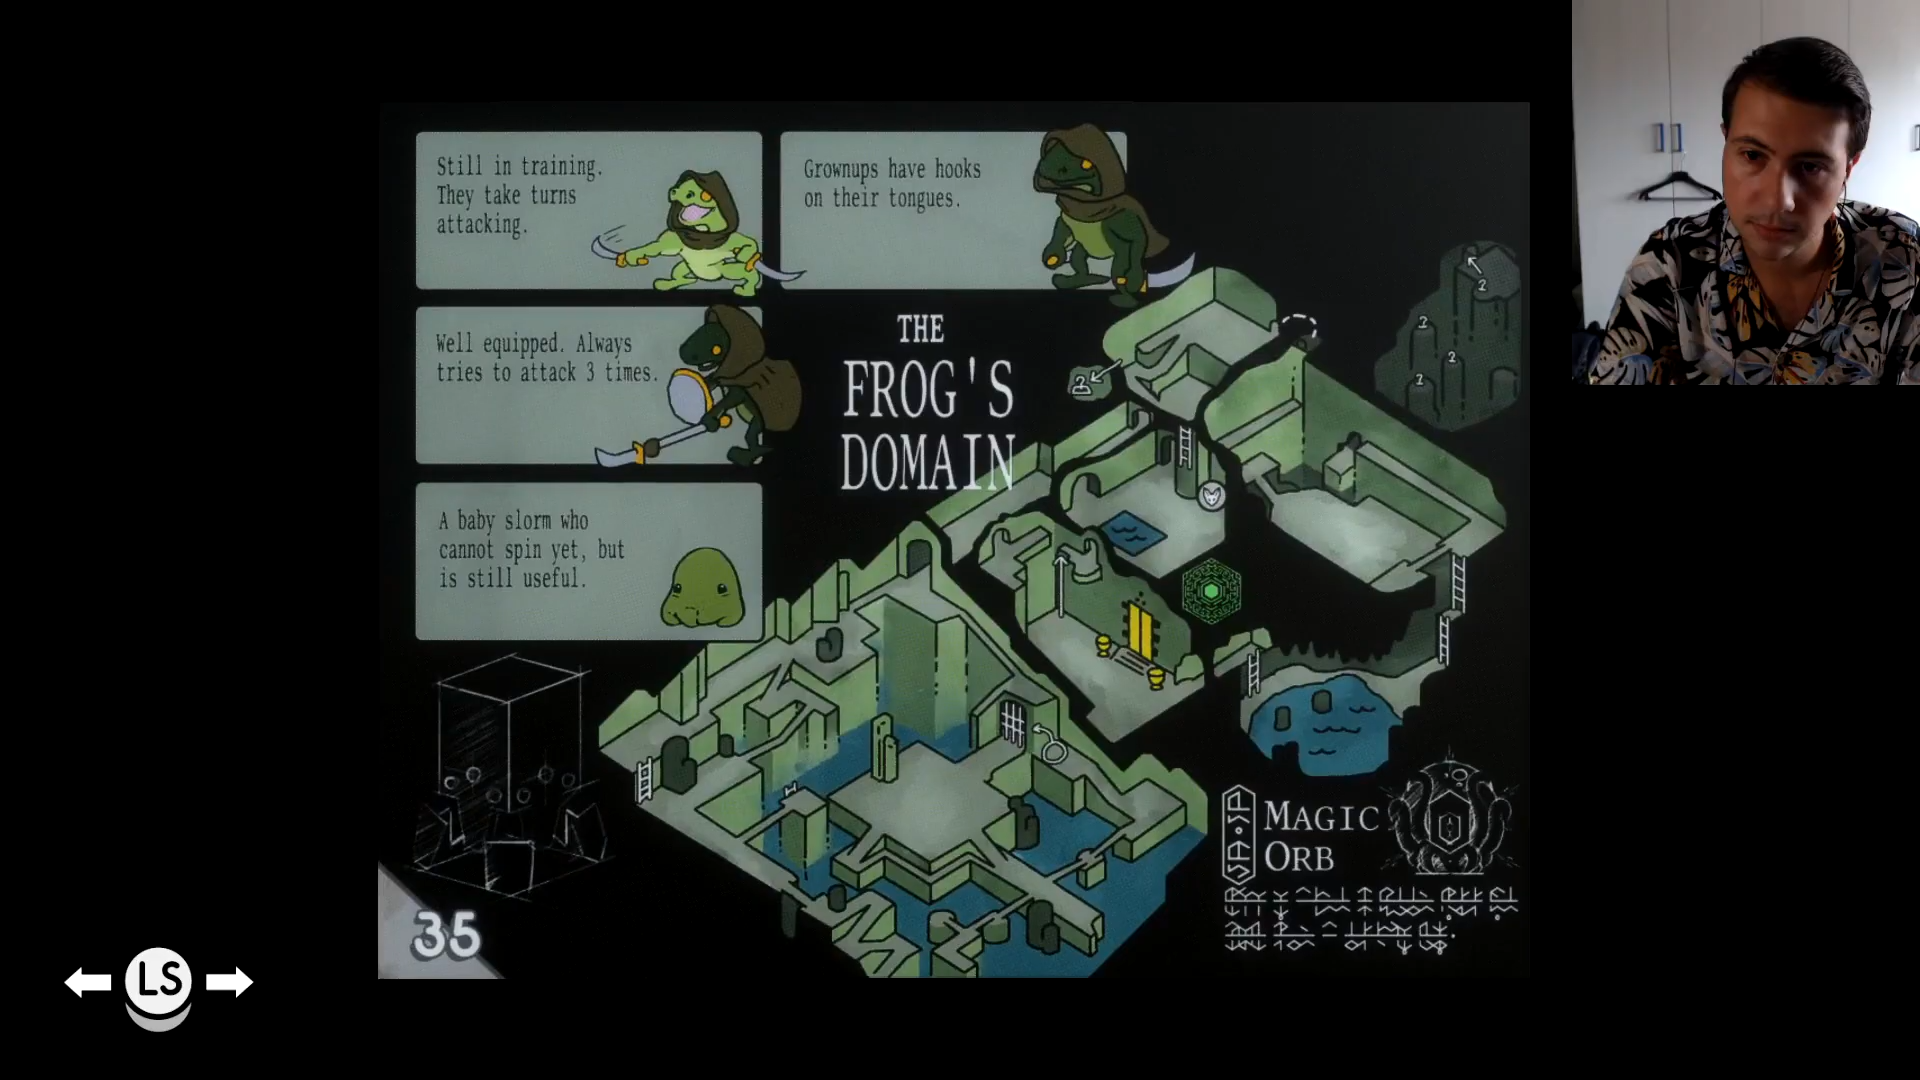 Still in training.
They take turns
attacking.
Grownups have hooks
on their tongues.
Well equipped. Always
tries to attack 3 times.
A baby slorm who
cannot spin yet, but
is still useful.
THE
FROG'S
DOMAIN
MAGIC
ORB
35
LS